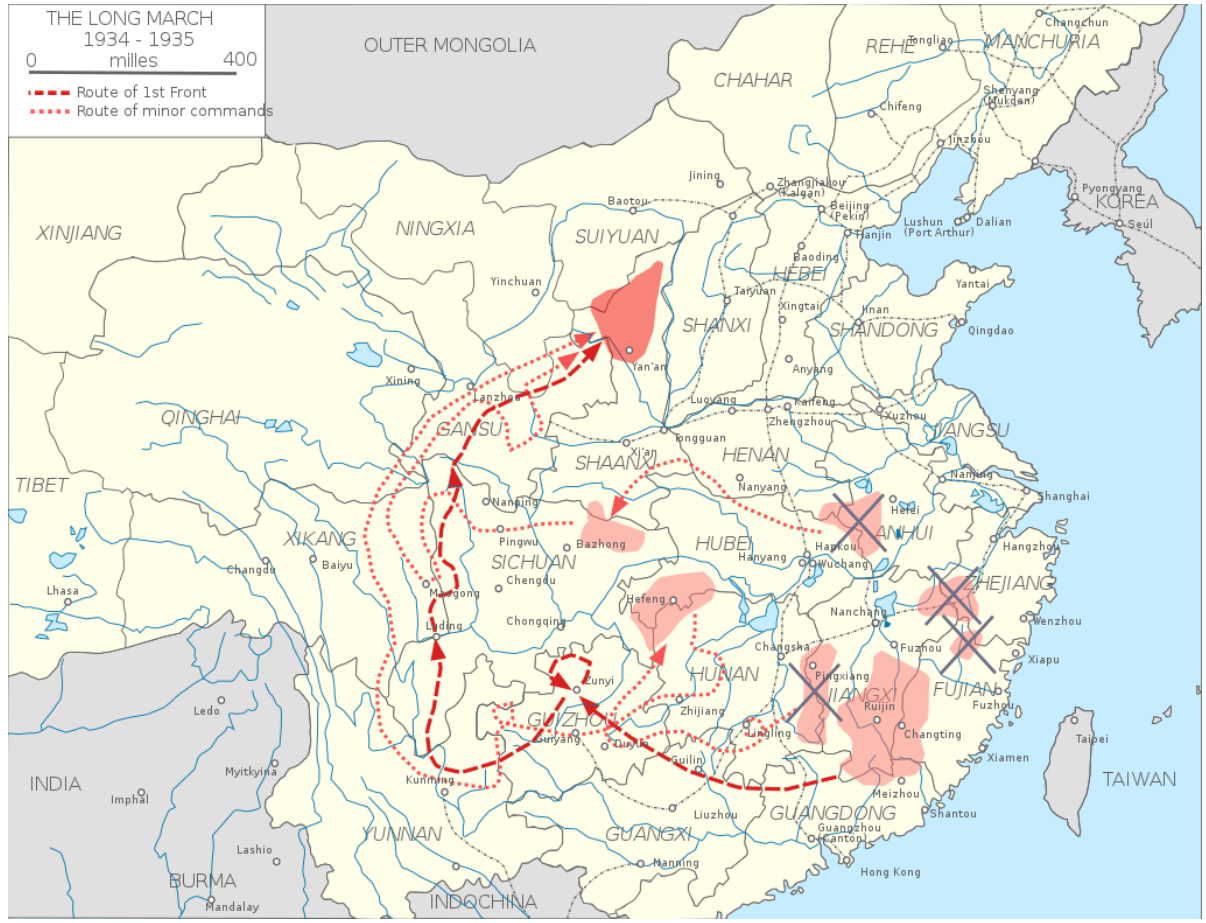 THE LONG MARCH
1934 - 1935
0 milles 400
Route of 1st Front
Route of minor commands
OUTER MONGOLIA
REHE
MANCHURIA
Changchun
Tongliao
CHAHAR
Chifeng
Shenyang
(Mukden)
Jinzhou
Jining
Zhangjiakou
(Kalgan)
Baotou
Beijing
(Pekin)
Pyongyang
KOREA
Seúl
Lushun
(Port Arthur)
Dalian
Tianjin
XINJIANG
NINGXIA
SUIYUAN
Baoding
HEBEI
Yinchuan
Taiyuan
Xingtai
Yantai
Jinan
SHANXI
SHANDONG
Qingdao
Yan'an
Anyang
Xining
Lanzhou
Luoyang
Kaifeng
Zhengzhou
Xuzhou
QINGHAI
GANSU
Tongguan
JIANGSU
Xi'an
SHAANXI
HENAN
TIBET
Nanyang
Nanjing
Shanghai
Nanping
Hefei
XIKANG
Pingwu
Bazhong
HUBEI
ANHUI
Hankou
Hanyang
Wuchang
Hangzhou
Changdu
Baiyu
SICHUAN
Chengdu
ZHEJIANG
Lhasa
Maogong
Hefeng
Nanchang
Wenzhou
Chongqing
Luding
Changsha
Fuzhou
Xiapu
Pingxiang
HUNAN
Zunyi
JIANGXI
FUJIAN
Fuzhou
Ledo
Zhijiang
Ruijin
GUIZHOU
Lingling
Changting
Guiyang
Duyun
Taipei
Xiamen
INDIA
Myitkyina
Guilin
Kunming
Meizhou
TAIWAN
Imphal
Liuzhou
GUANGDONG
Shantou
YUNNAN
GUANGXI
Guangzhou
(Canton)
Lashio
Nanning
Hong Kong
BURMA
INDOCHINA
Mandalay